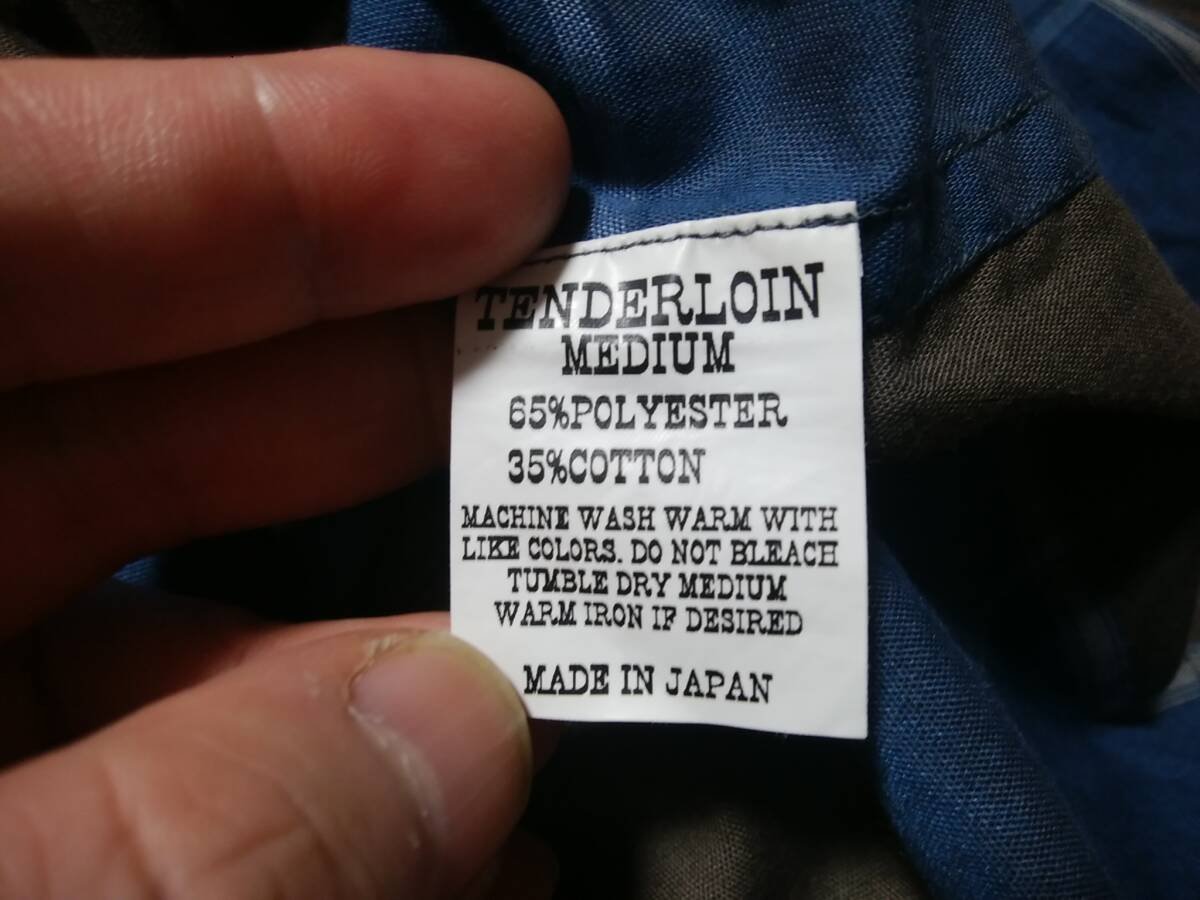 TENDERLOIN
MEDIUM
65%POLYESTER
35%COTTON
MACHINE WASH WARM WITH
LIKE COLORS. DO NOT BLEACH
TUMBLE DRY MEDIUM
WARM IRON IF DESIRED
MADE IN JAPAN